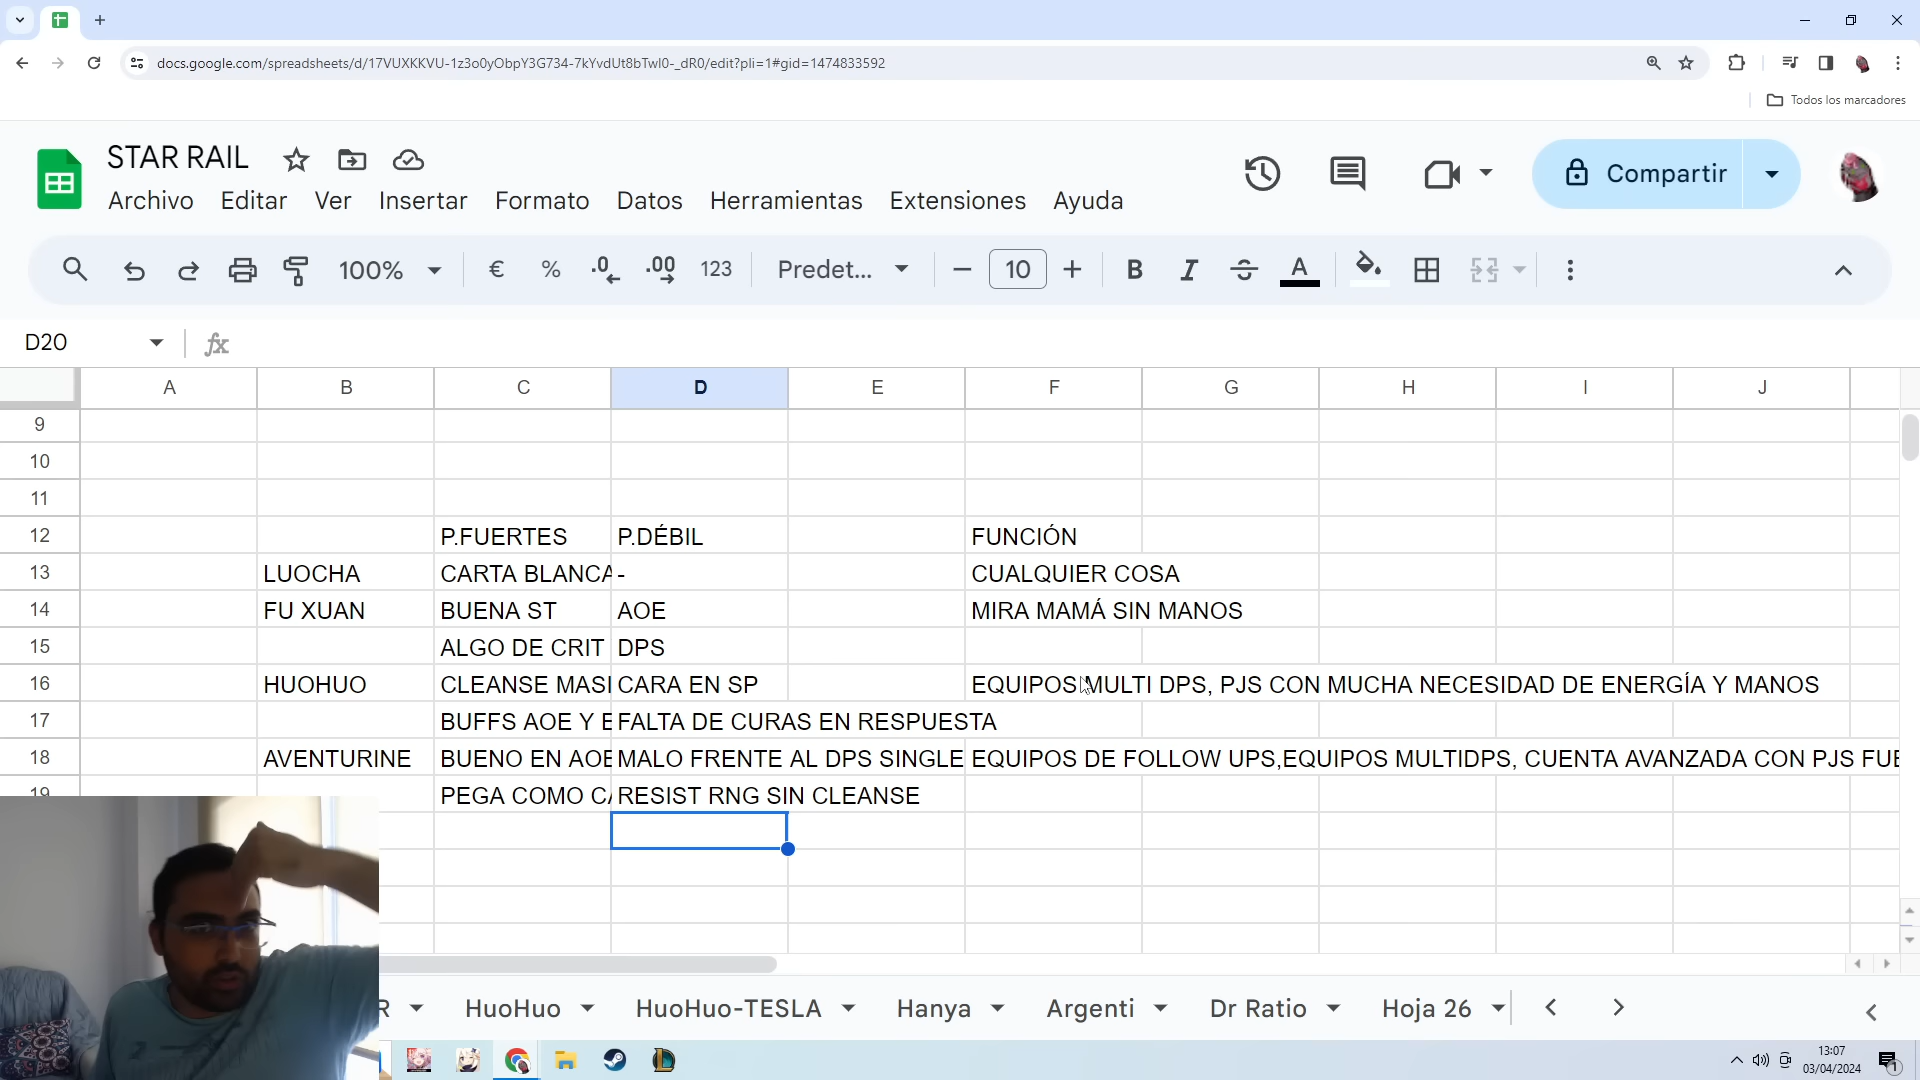 docs.google.com/spreadsheets/d/17VUXKKVU-1z3o0yObpY3G734-7kYvdUt8bTwI0-_dR0/edit?pli=1#gid=1474833592
Todos los marcadores
STAR RAIL
Archivo Editar Ver Insertar Formato Datos Herramientas Extensiones Ayuda
Compartir
100% € % .0 .00 123 Predet... 10 B I S A
D20 fx
A B C D E F G H I J
9
10
11
12 P.FUERTES P.DÉBIL FUNCIÓN
13 LUOCHA CARTA BLANCA - CUALQUIER COSA
14 FU XUAN BUENA ST AOE MIRA MAMÁ SIN MANOS
15 ALGO DE CRIT DPS
16 HUOHUO CLEANSE MASI CARA EN SP EQUIPOS MULTI DPS, PJS CON MUCHA NECESIDAD DE ENERGÍA Y MANOS
17 BUFFS AOE Y E FALTA DE CURAS EN RESPUESTA
18 AVENTURINE BUENO EN AOE MALO FRENTE AL DPS SINGLE EQUIPOS DE FOLLOW UPS,EQUIPOS MULTIDPS, CUENTA AVANZADA CON PJS FUE
19 PEGA COMO CA RESIST RNG SIN CLEANSE
R HuoHuo HuoHuo-TESLA Hanya Argenti Dr Ratio Hoja 26
13:07
03/04/2024
1